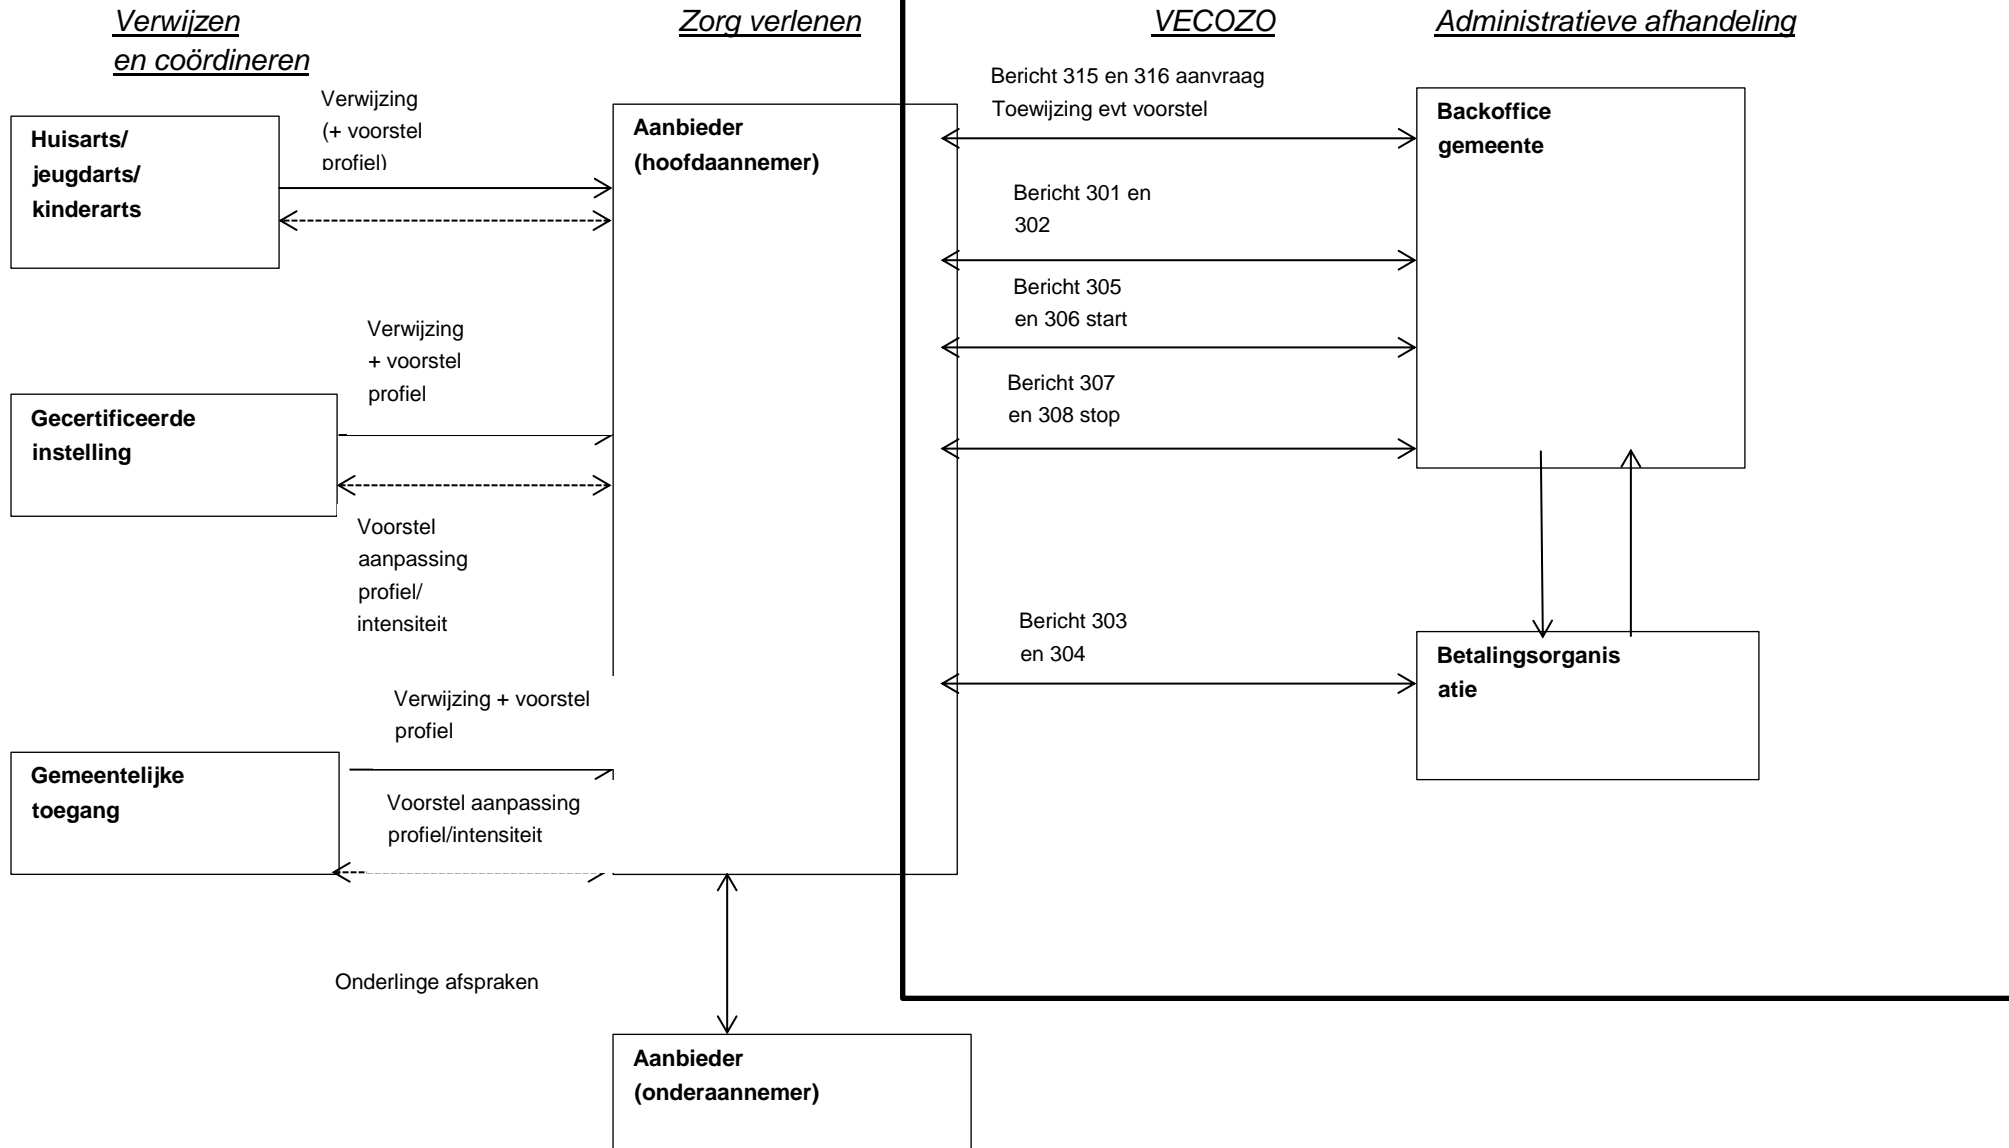 Verwijzen
en coördineren
Zorg verlenen
VECOZO
Administratieve afhandeling
Huisarts/
jeugdarts/
kinderarts
Verwijzing
(+ voorstel
profiel)
Aanbieder
(hoofdaannemer)
Bericht 315 en 316 aanvraag
Toewijzing evt voorstel
Backoffice
gemeente
Bericht 301 en
302
Bericht 305
en 306 start
Bericht 307
en 308 stop
Verwijzing
+ voorstel
profiel
Gecertificeerde
instelling
Voorstel
aanpassing
profiel/
intensiteit
Bericht 303
en 304
Betalingsorganis
atie
Verwijzing + voorstel
profiel
Gemeentelijke
toegang
Voorstel aanpassing
profiel/intensiteit
Onderlinge afspraken
Aanbieder
(onderaannemer)